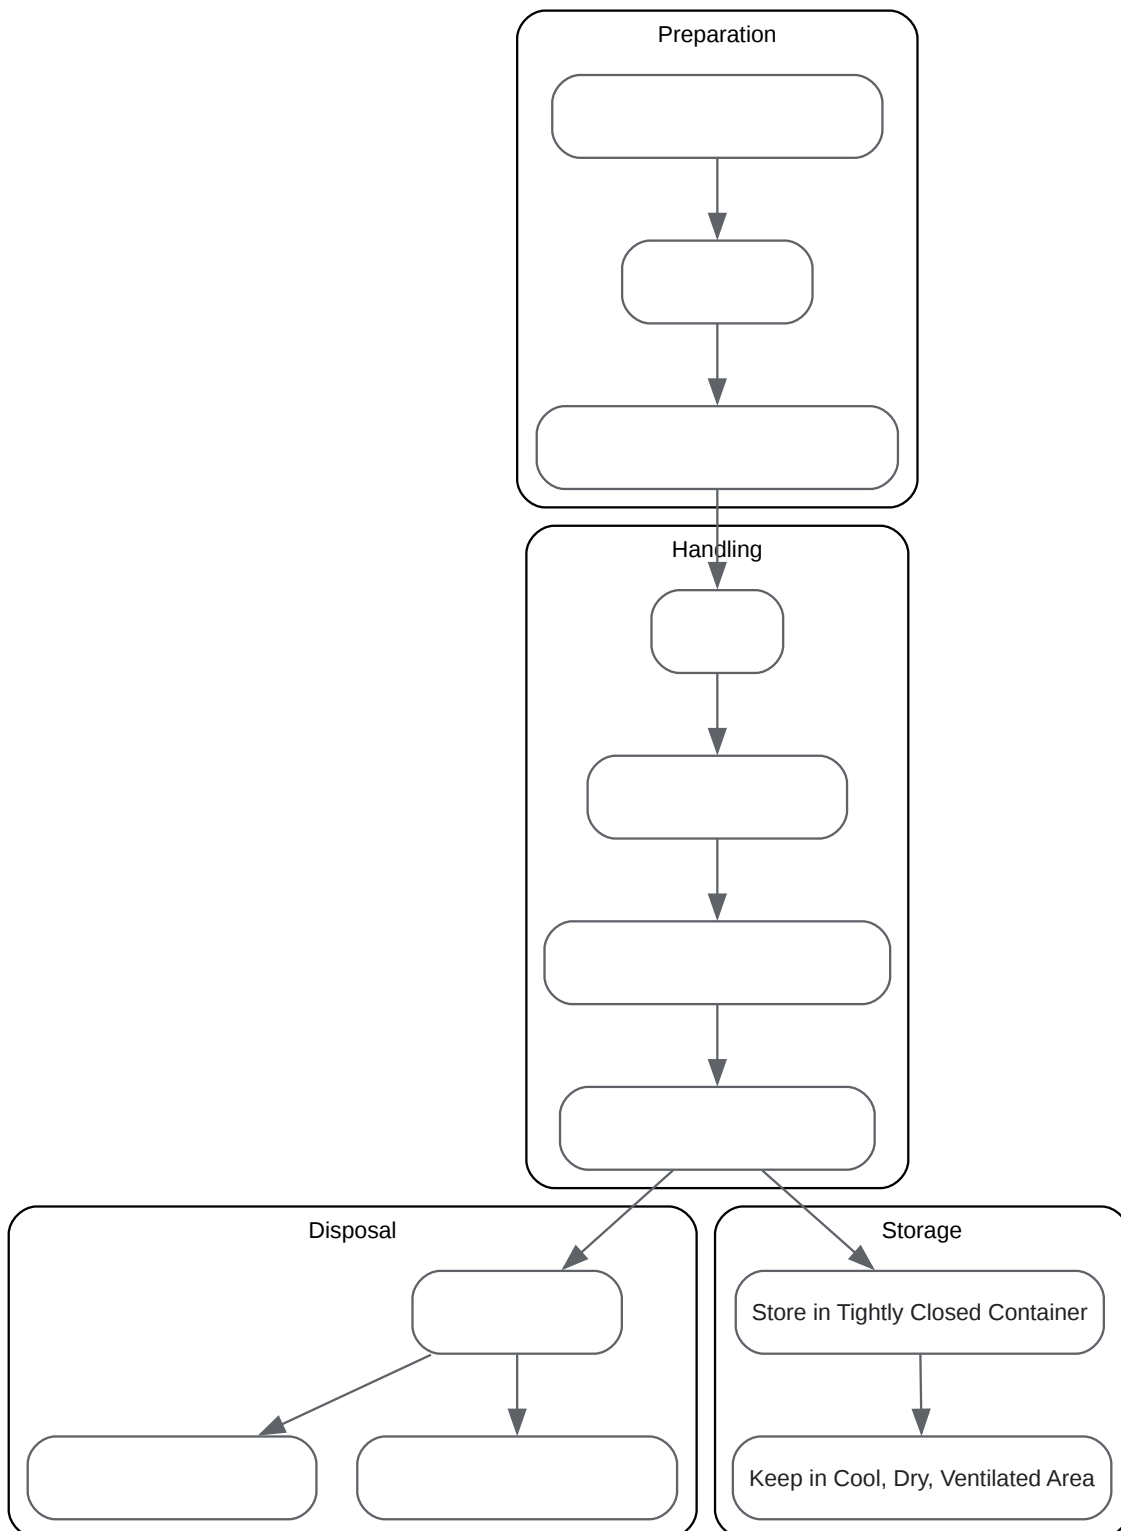 Preparation
Handling
Disposal
Storage
Store in Tightly Closed Container
Keep in Cool, Dry, Ventilated Area